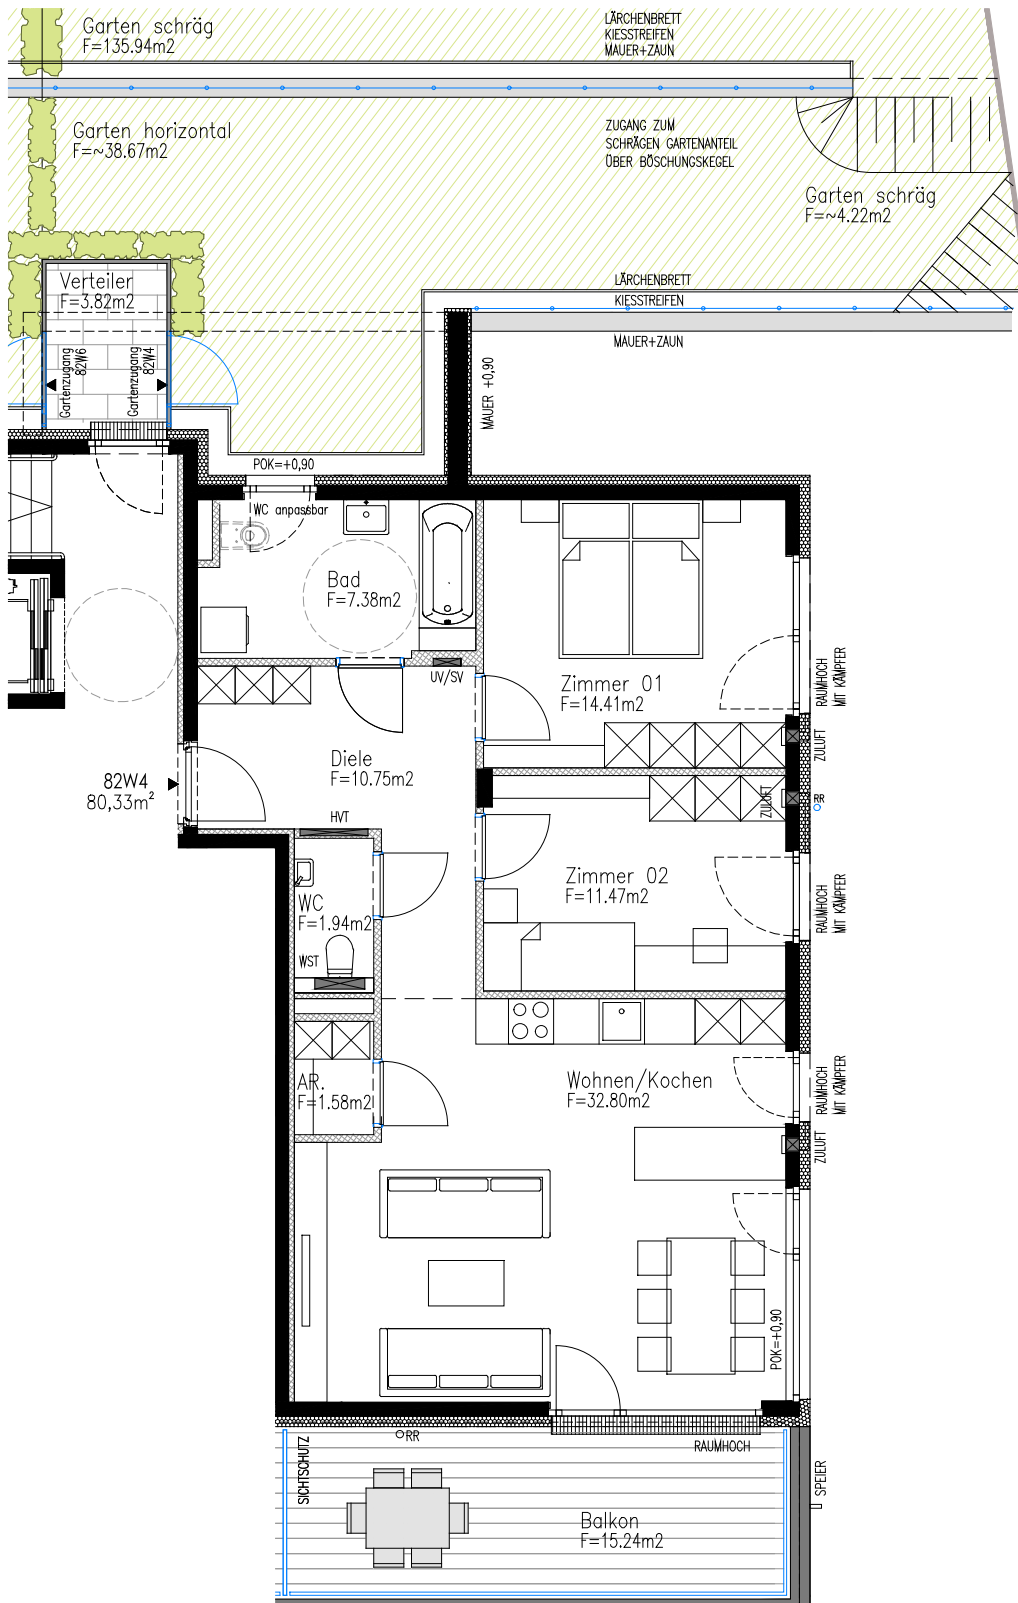 Garten schräg
F=135.94m2
LÄRCHENBRETT
KIESSTREIFEN
MAUER+ZAUN
Garten horizontal
F=~38.67m2
ZUGANG ZUM
SCHRÄGEN GARTENANTEIL
ÜBER BÖSCHUNGSKEGEL
Garten schräg
F=~4.22m2
Verteiler
F=3.82m2
LÄRCHENBRETT
KIESSTREIFEN
MAUER+ZAUN
Gartenzugang
82W6
Gartenzugang
82W4
MAUER +0,90
POK=+0,90
WC anpassbar
Bad
F=7.38m2
UV/SV
Zimmer 01
F=14.41m2
RAUMHOCH
MIT KÄMPFER
ZULUFT
Diele
F=10.75m2
82W4
80,33m²
HVT
ZULUFT
RR
Zimmer 02
F=11.47m2
RAUMHOCH
MIT KÄMPFER
WC
F=1.94m2
WST
AR.
F=1.58m2
Wohnen/Kochen
F=32.80m2
RAUMHOCH
MIT KÄMPFER
ZULUFT
POK=+0,90
RR
RAUMHOCH
SICHTSCHUTZ
SPEIER
Balkon
F=15.24m2